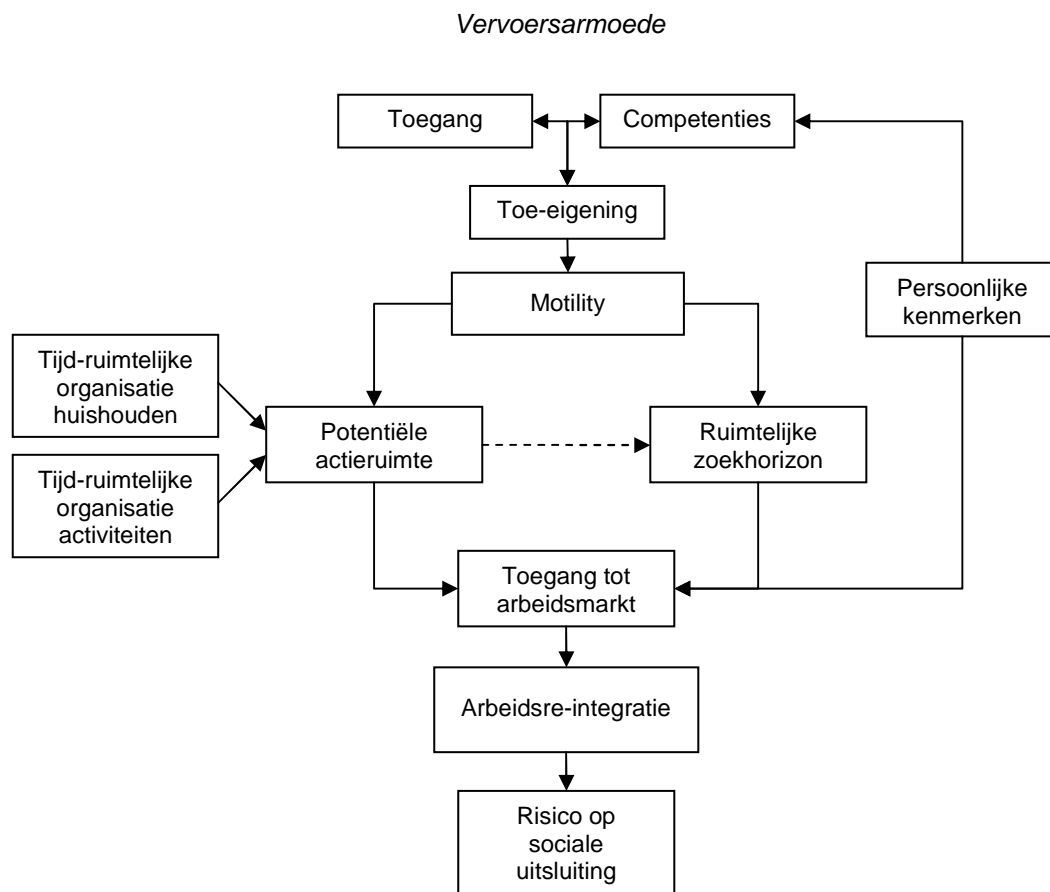 Vervoersarmoede
Toegang
Competenties
Toe-eigening
Motility
Persoonlijke
kenmerken
Tijd-ruimtelijke
organisatie
huishouden
Potentiële
actieruimte
Ruimtelijke
zoekhorizon
Tijd-ruimtelijke
organisatie
activiteiten
Toegang tot
arbeidsmarkt
Arbeidsre-integratie
Risico op
sociale
uitsluiting